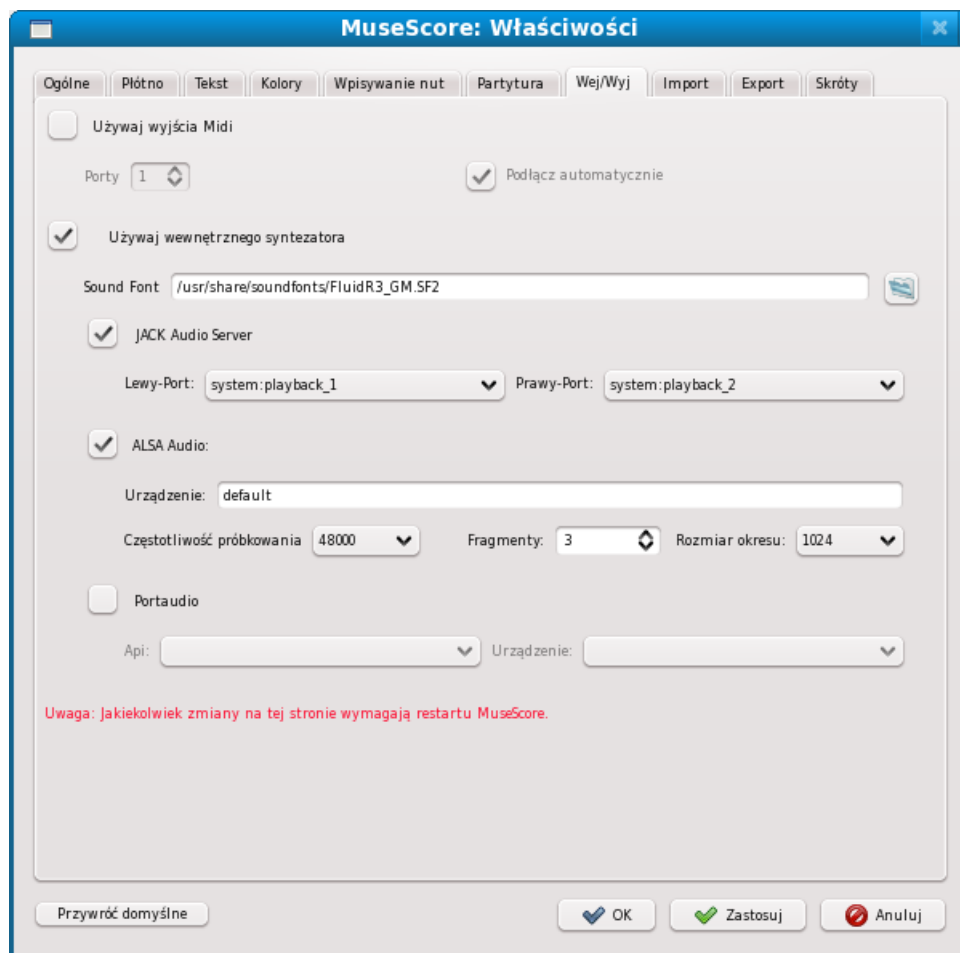 MuseScore: Właściwości
Ogólne Płótno Tekst Kolory Wpisywanie nut Partytura Wej/Wyj Import Export Skróty
Używaj wyjścia Midi
Porty 1 Podłącz automatycznie
Używaj wewnętrznego syntezatora
Sound Font /usr/share/soundfonts/FluidR3_GM.SF2
JACK Audio Server
Lewy-Port: system:playback_1 Prawy-Port: system:playback_2
ALSA Audio:
Urządzenie: default
Częstotliwość próbkowania 48000 Fragmenty: 3 Rozmiar okresu: 1024
Portaudio
Api: Urządzenie:
Uwaga: Jakiekolwiek zmiany na tej stronie wymagają restartu MuseScore.
Przywróć domyślne OK Zastosuj Anuluj